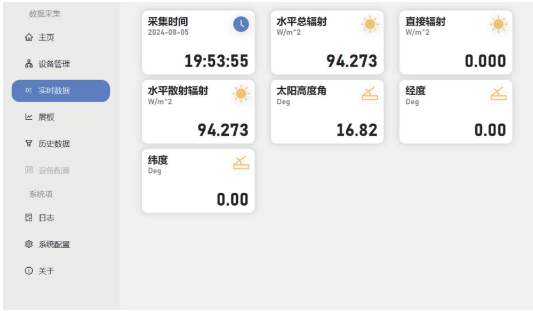 数据采集
主页
设备管理
实时数据
展板
历史数据
设备配置
系统项
日志
系统配置
关于
采集时间
2024-08-05
19:53:55
水平总辐射
W/m^2
94.273
直接辐射
W/m^2
0.000
水平散射辐射
W/m^2
94.273
太阳高度角
Deg
16.82
经度
Deg
0.00
纬度
Deg
0.00